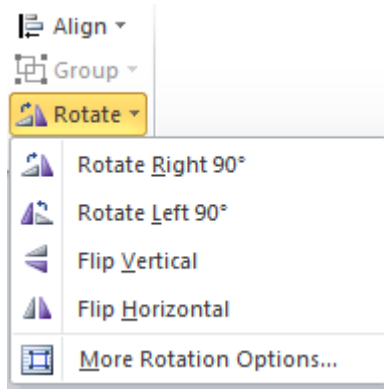 Align
Group
Rotate
Rotate Right 90°
Rotate Left 90°
Flip Vertical
Flip Horizontal
More Rotation Options...